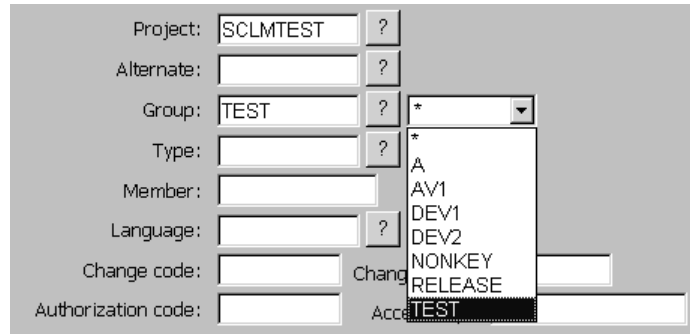 Project: SCLMTEST ?
Alternate: ?
Group: TEST ? *
Type: ? *
Member: A
AV1
Language: ? DEV1
DEV2
NONKEY
Change code: Chang
RELEASE
Authorization code: Acce TEST